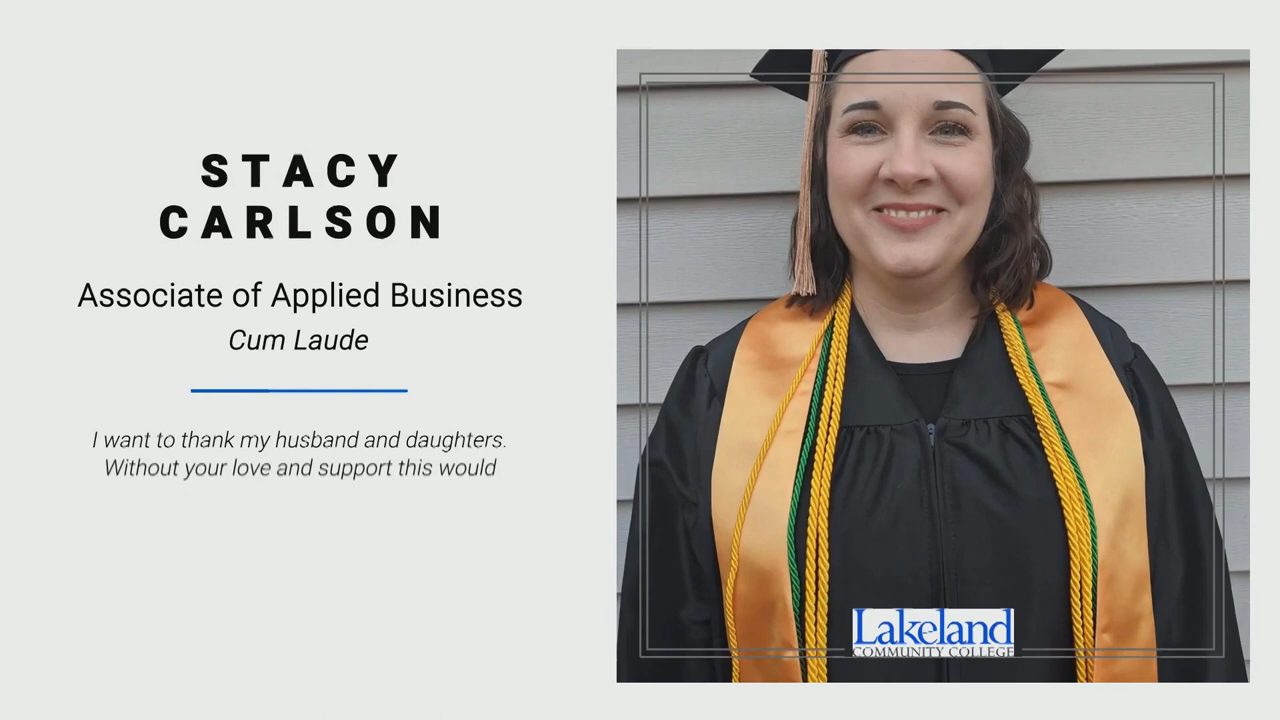 STACY
CARLSON
Associate of Applied Business
Cum Laude
I want to thank my husband and daughters.
Without your love and support this would
Lakeland
COMMUNITY COLLEGE